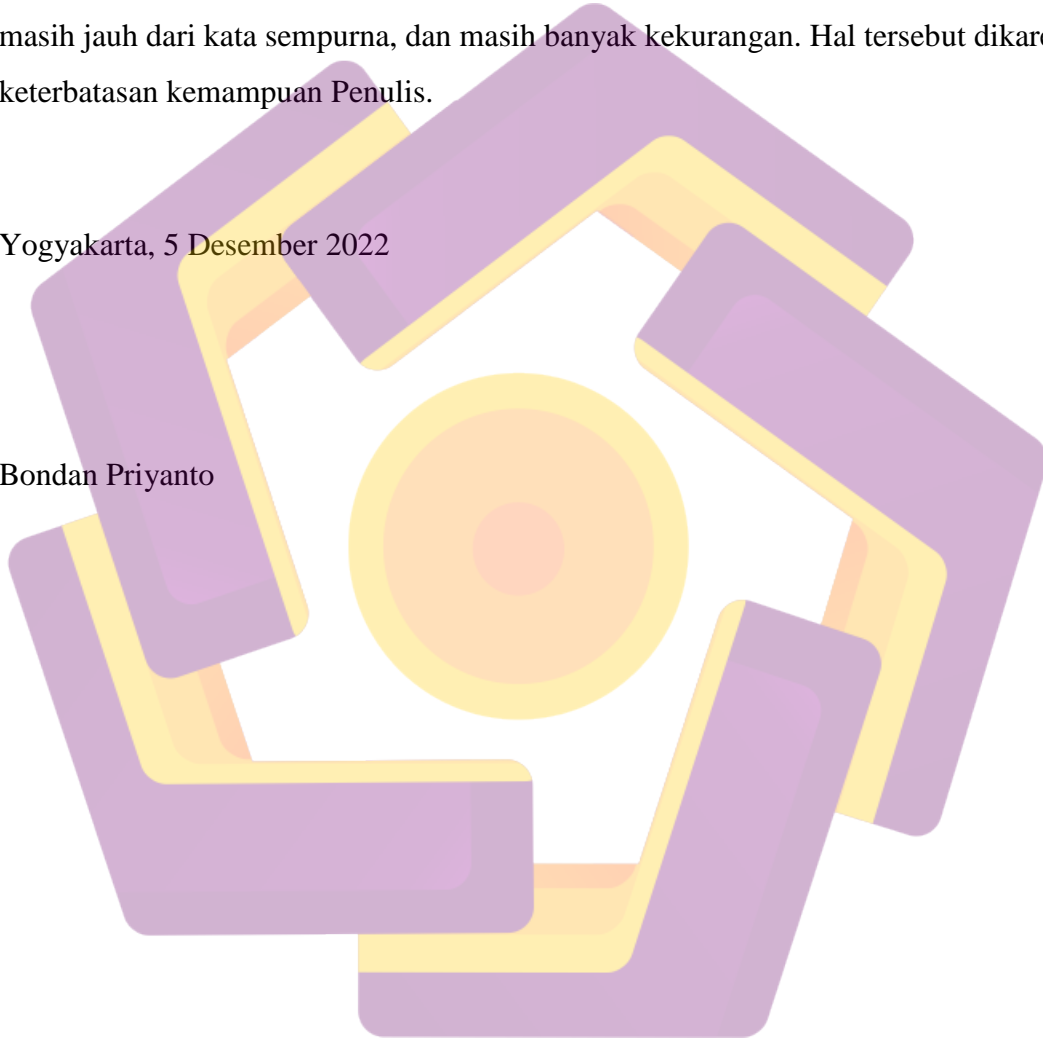 masih jauh dari kata sempurna, dan masih banyak kekurangan. Hal tersebut
keterbatasan kemampuan Penulis.
Yogyakarta, 5 Desember 2022
Bondan Priyanto